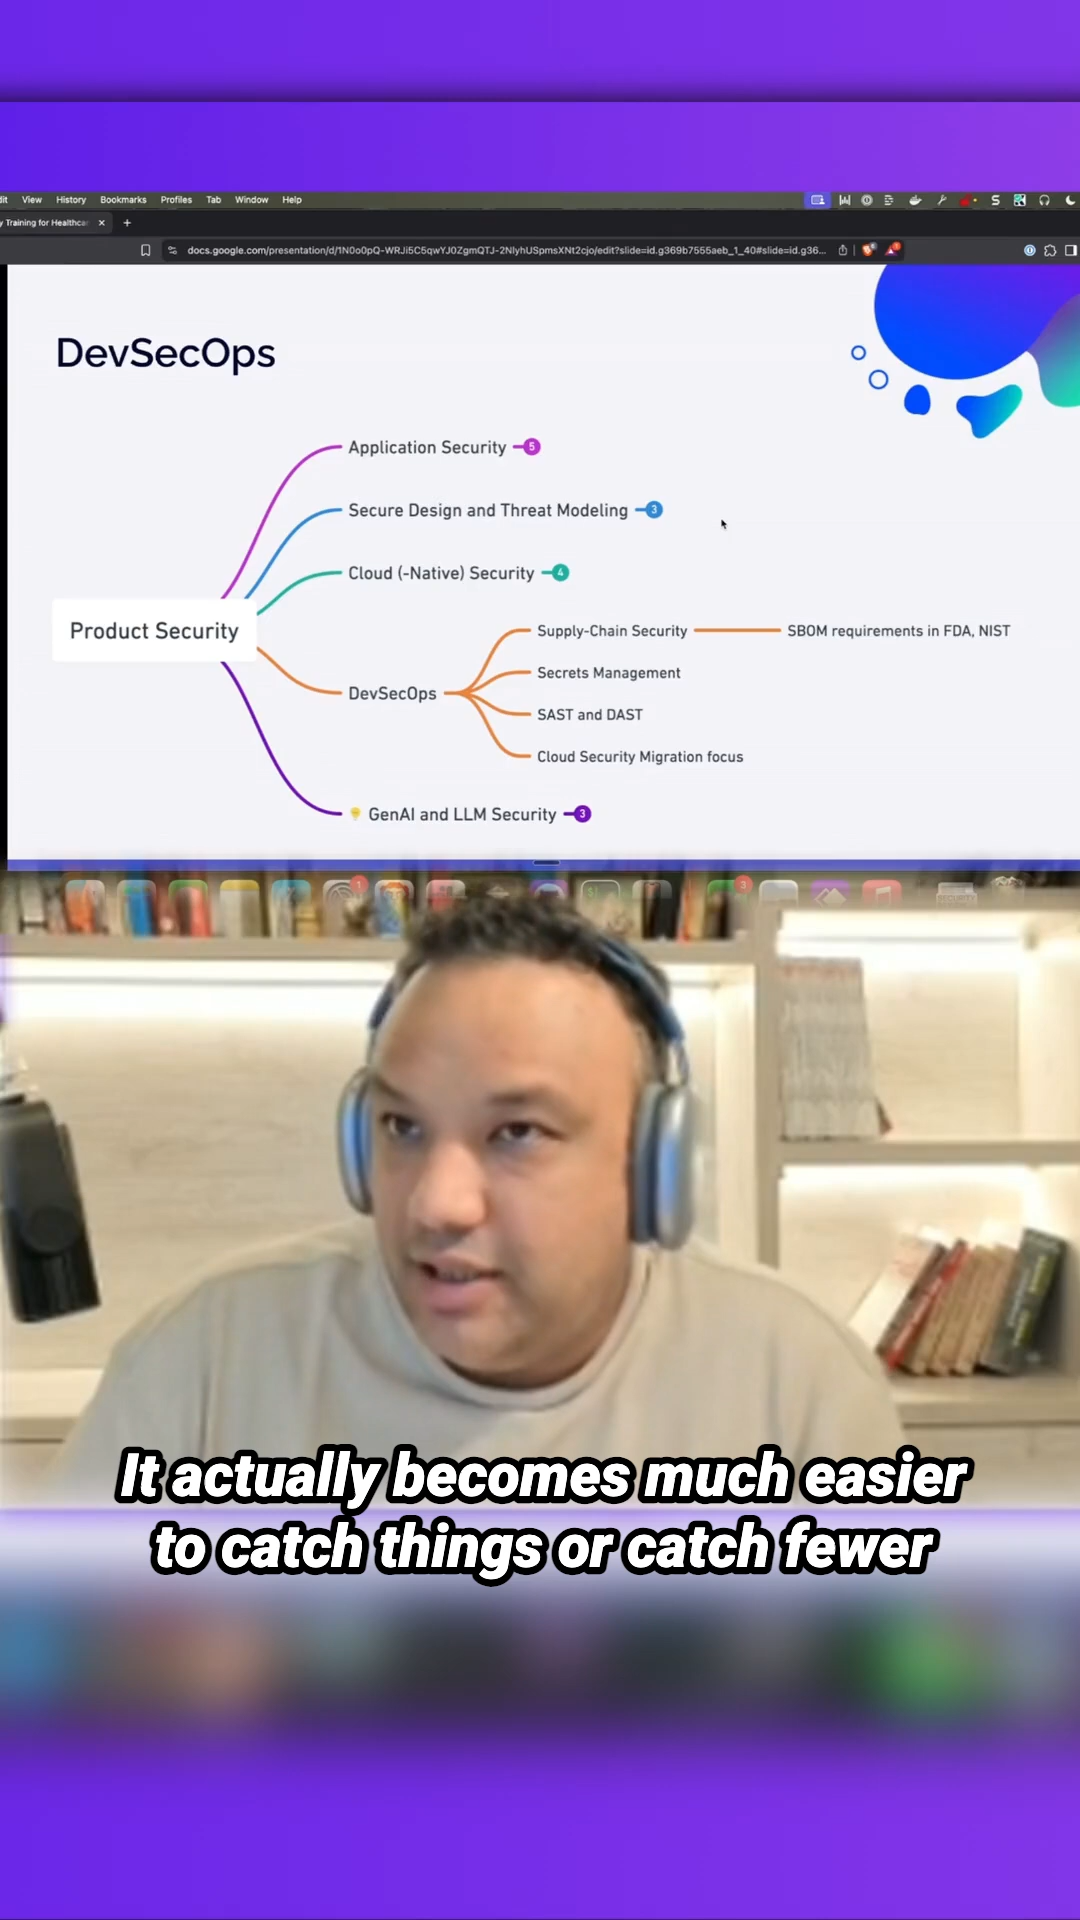 dit View History Bookmarks Profiles Tab Window Help
y Training for Healthca
docs.google.com/presentation/d/1N0o0pQ-WRJi5C5qwYJ0ZgmQTJ-2NlyhUSpmsXNt2cjo/edit?slide=id.g369b7555aeb_1_40#slide=id.g36...
DevSecOps
Application Security 5
Secure Design and Threat Modeling 3
Cloud (-Native) Security 4
Product Security
Supply-Chain Security SBOM requirements in FDA, NIST
Secrets Management
DevSecOps
SAST and DAST
Cloud Security Migration focus
GenAI and LLM Security 3
1
3
It actually becomes much easier
to catch things or catch fewer